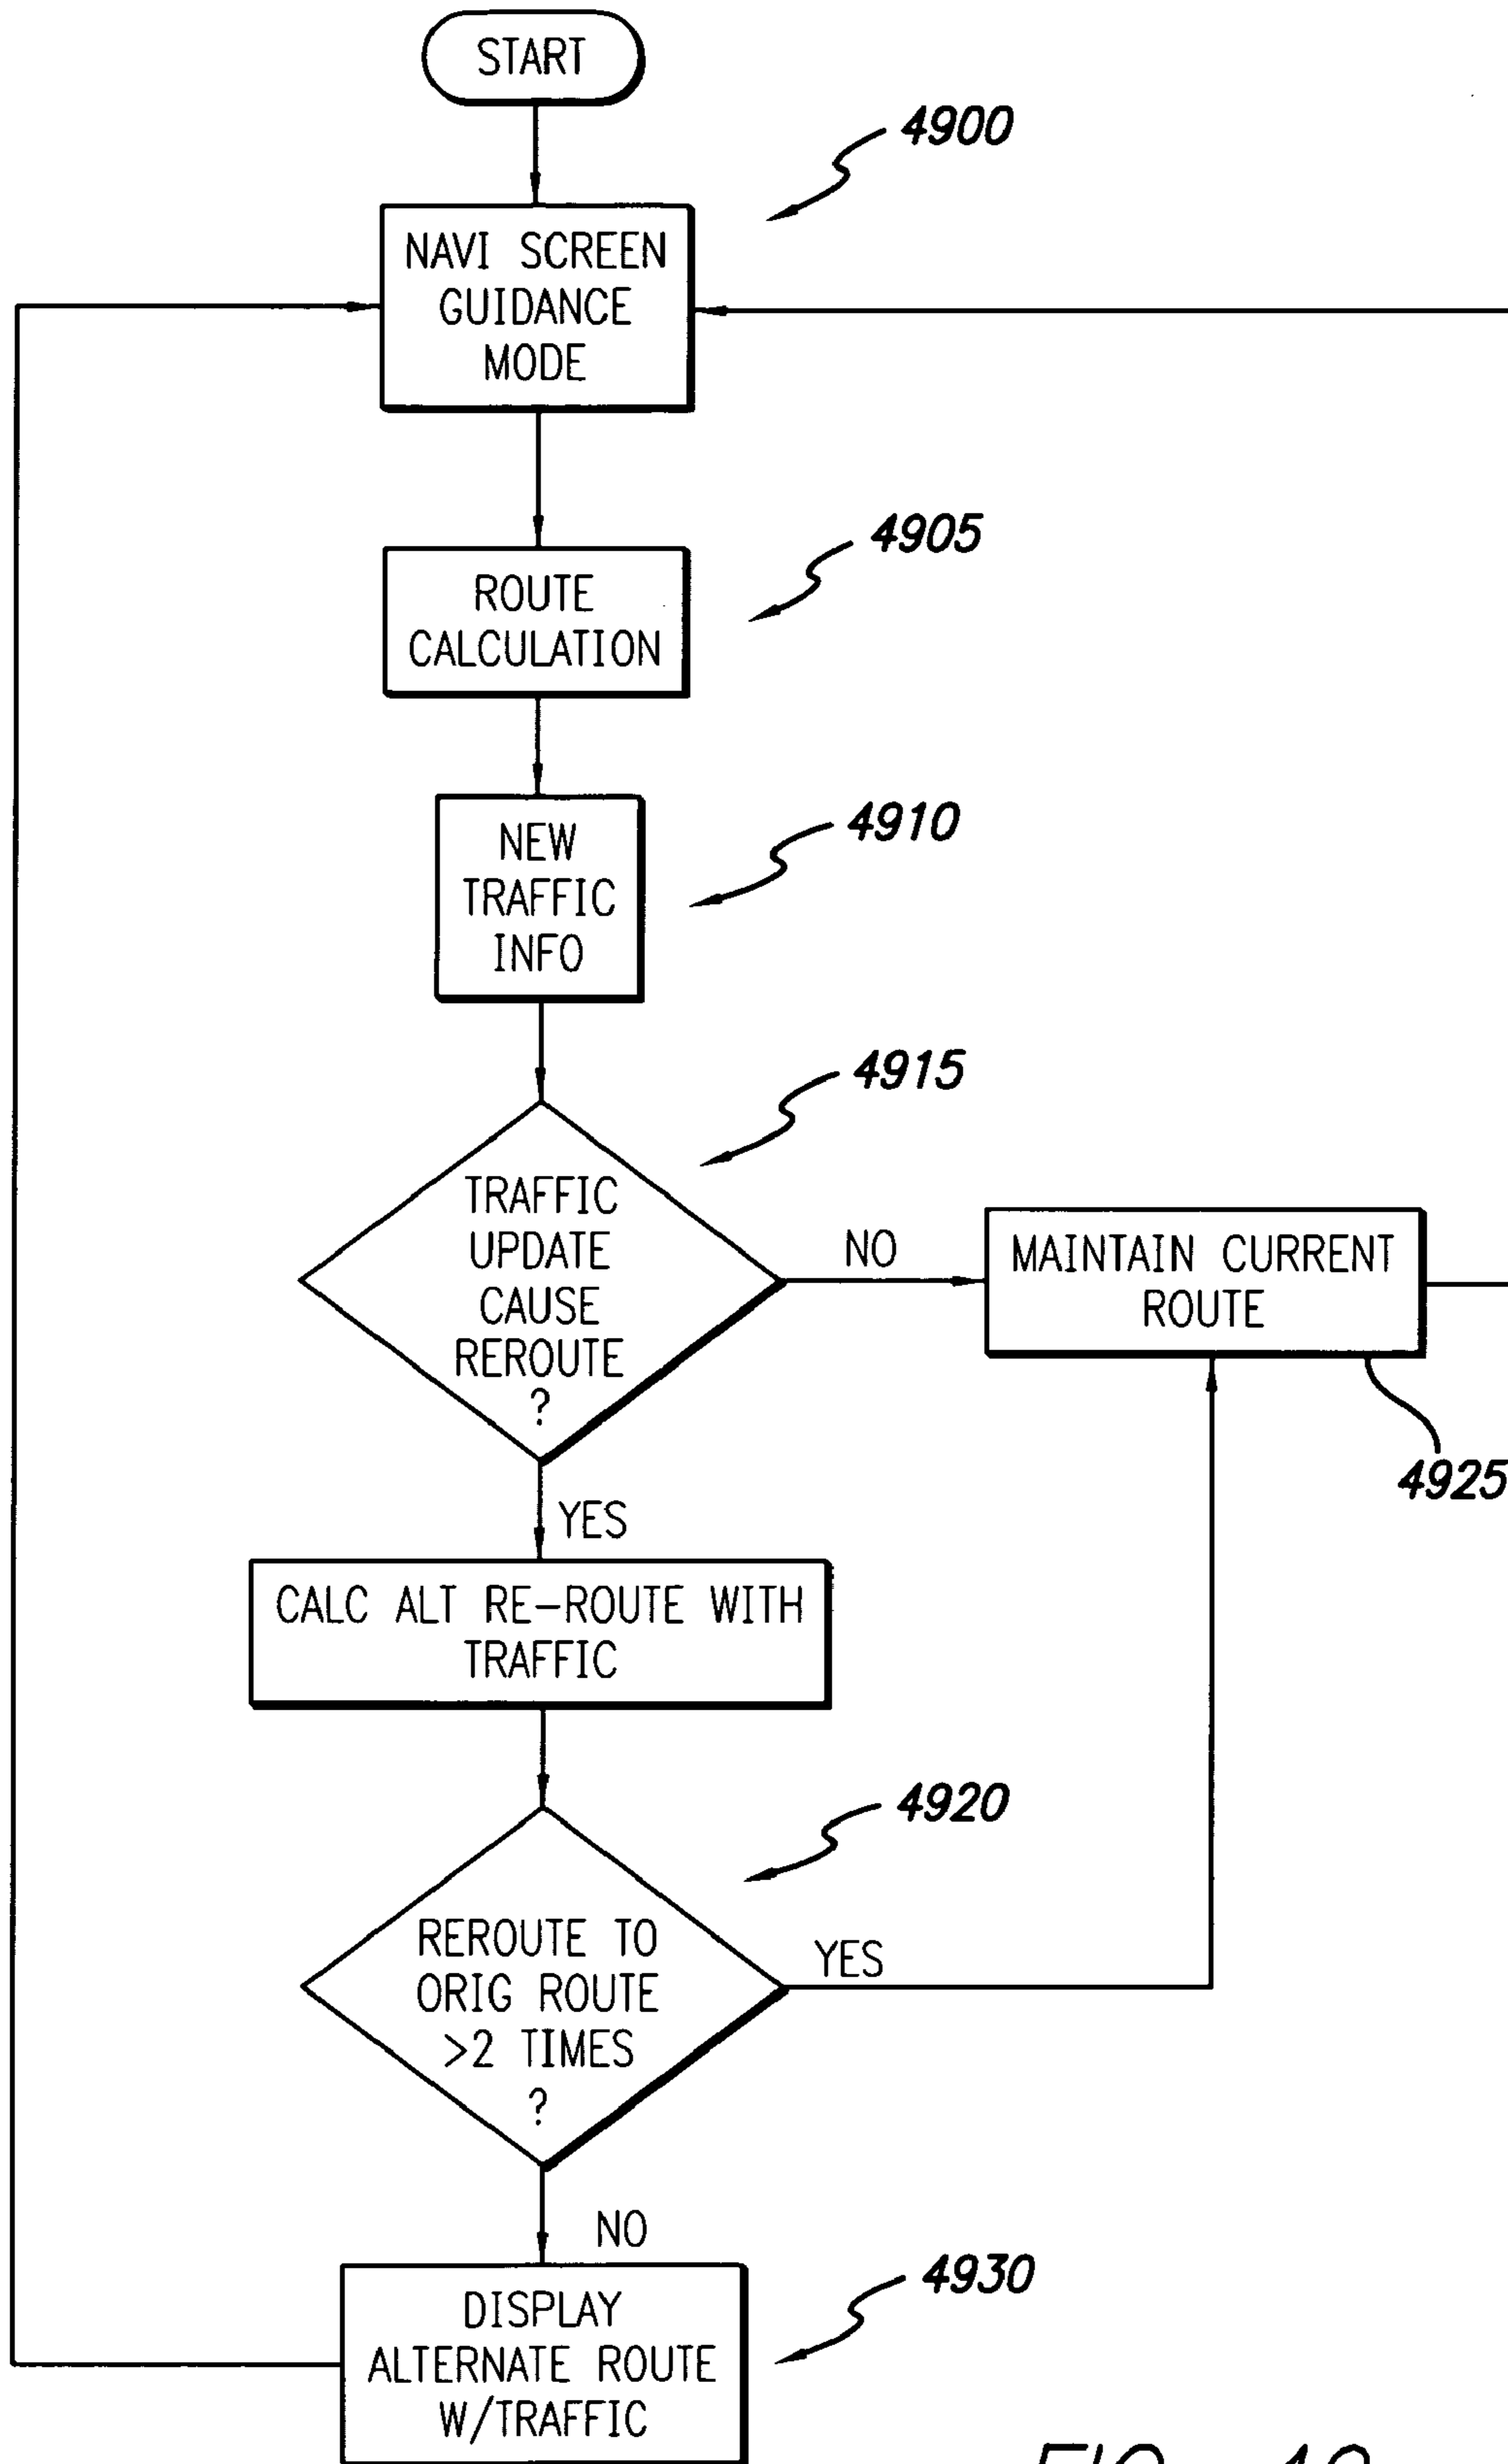 START
4900
NAVI SCREEN
GUIDANCE
MODE
4905
ROUTE
CALCULATION
4910
NEW
TRAFFIC
INFO
4915
TRAFFIC
UPDATE
CAUSE
REROUTE
?
NO
MAINTAIN CURRENT
ROUTE
4925
YES
CALC ALT RE-ROUTE WITH
TRAFFIC
4920
REROUTE TO
ORIG ROUTE
>2 TIMES
?
YES
NO
4930
DISPLAY
ALTERNATE ROUTE
W/TRAFFIC